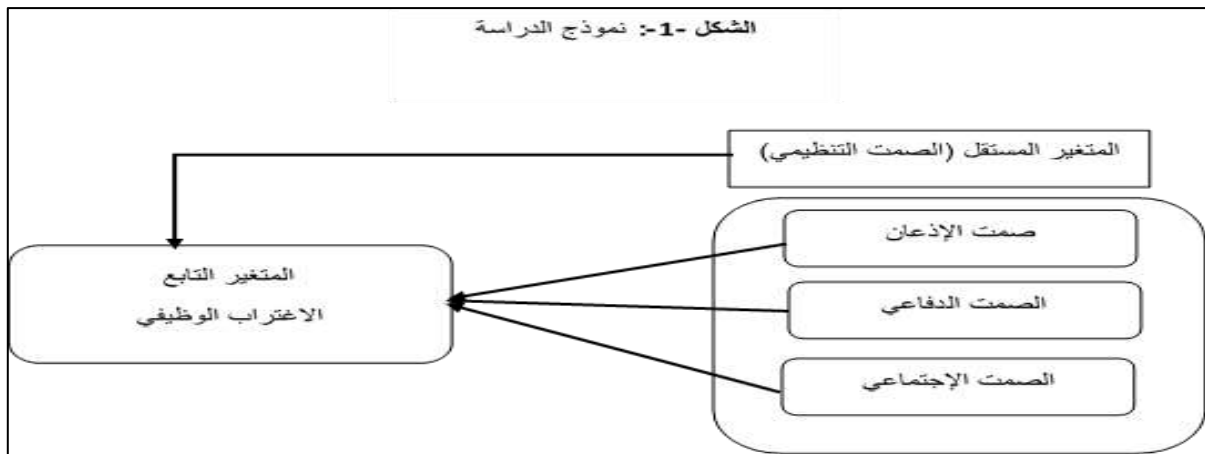 الشكل -1-: نموذج الدراسة
المتغير المستقل (الصمت التنظيمي)
صمت الإذعان
الصمت الدفاعي
الصمت الإجتماعي
المتغير التابع
الاغتراب الوظيفي